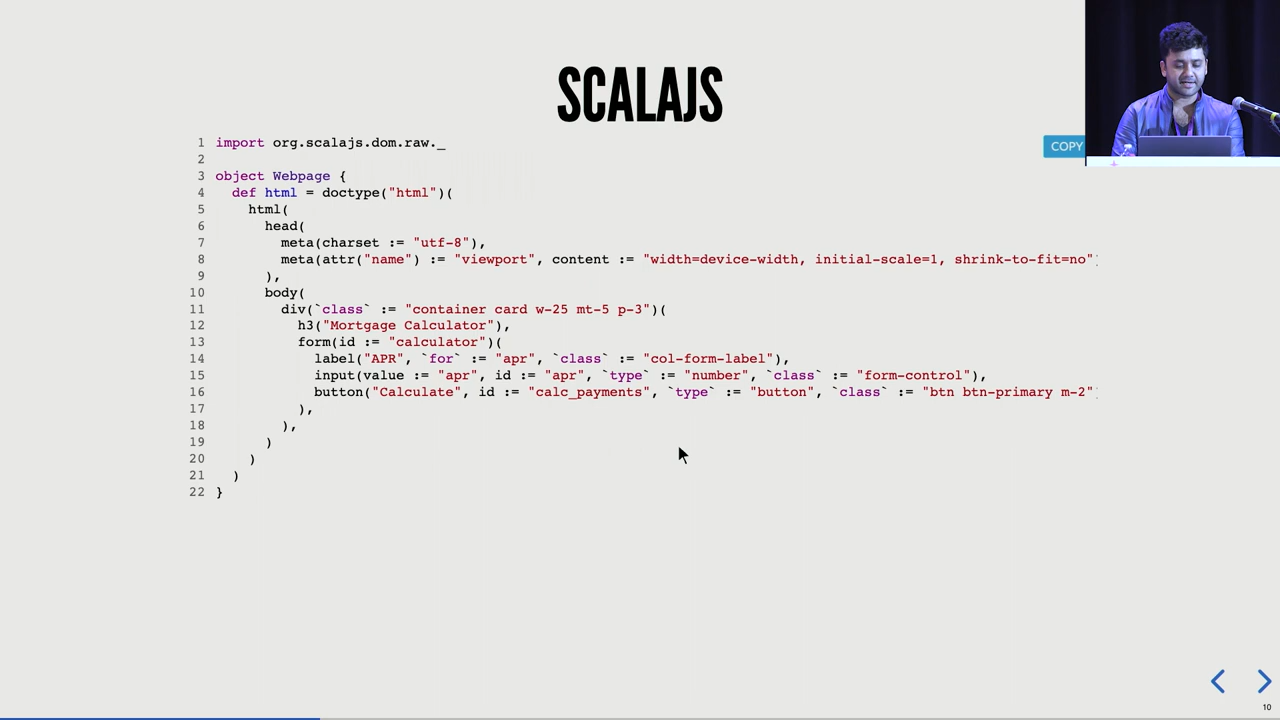 SCALAJS
COPY
1 import org.scalajs.dom.raw._
2
3 object Webpage {
4   def html = doctype("html")(
5     html(
6       head(
7         meta(charset := "utf-8"),
8         meta(attr("name") := "viewport", content := "width=device-width, initial-scale=1, shrink-to-fit=no"
9       ),
10       body(
11         div(`class` := "container card w-25 mt-5 p-3")(
12           h3("Mortgage Calculator"),
13           form(id := "calculator")(
14             label("APR", `for` := "apr", `class` := "col-form-label"),
15             input(value := "apr", id := "apr", `type` := "number", `class` := "form-control"),
16             button("Calculate", id := "calc_payments", `type` := "button", `class` := "btn btn-primary m-2"
17           ),
18         ),
19       )
20     )
21   )
22 }
10